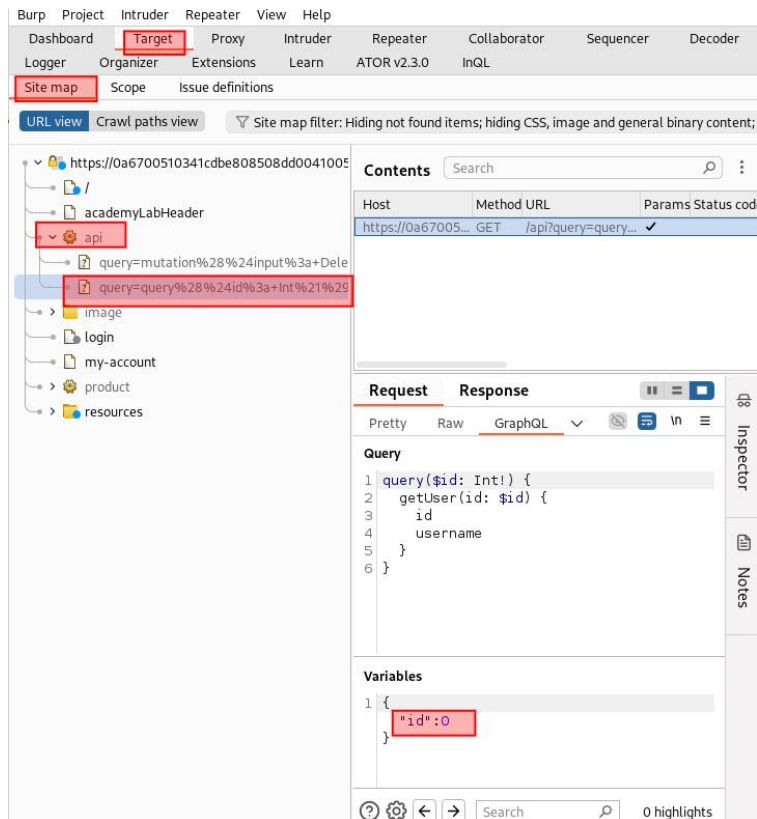 Burp Project Intruder Repeater View Help
Dashboard Target Proxy Intruder Repeater Collaborator Sequencer Decoder
Logger Organizer Extensions Learn ATOR v2.3.0 InQL
Site map Scope Issue definitions
URL view Crawl paths view Site map filter: Hiding not found items; hiding CSS, image and general binary content;
https://0a6700510341cdbe808508dd0041005
/
academyLabHeader
api
query=mutation%28%24input%3a+Dele
query=query%28%24id%3a+Int%21%29
image
login
my-account
product
resources
Contents Search
Host Method URL Params Status cod
https://0a67005... GET /api?query=query... ✓
Request Response
Pretty Raw GraphQL \n
Query
1 query($id: Int!) {
2 getUser(id: $id) {
3 id
4 username
5 }
6 }
Variables
1 {
"id":0
}
Search 0 highlights
Inspector
Notes